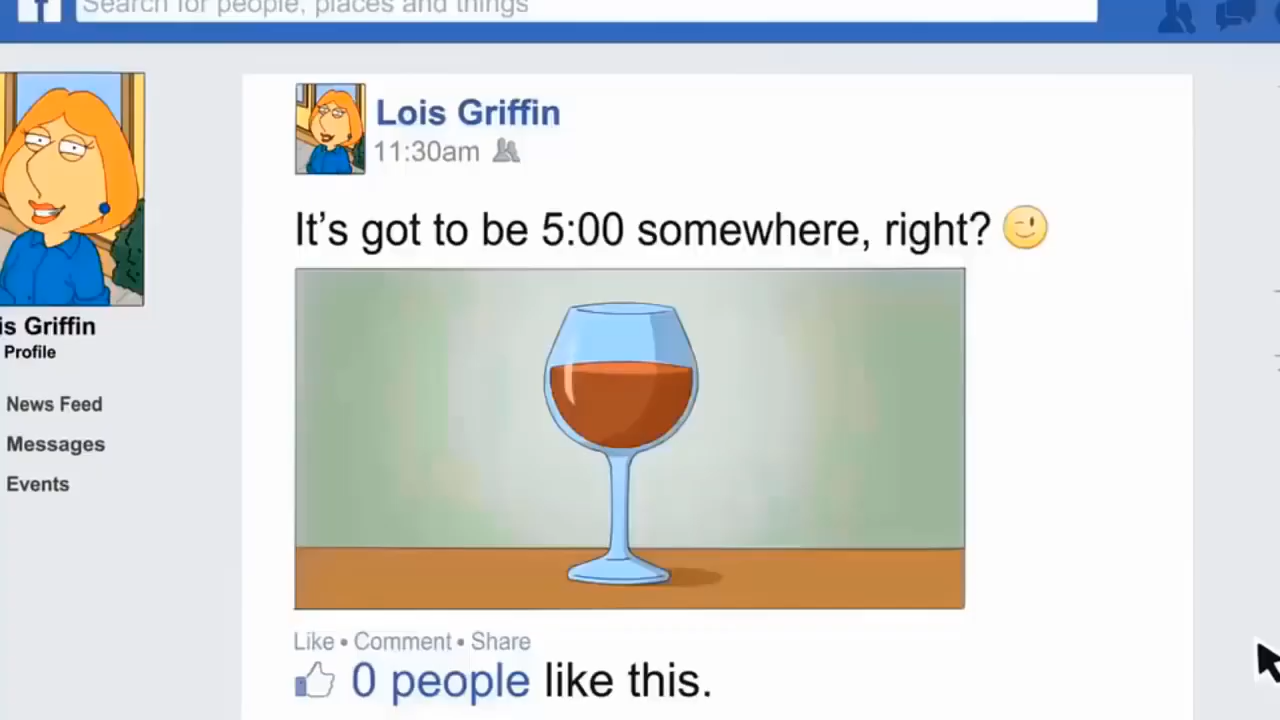 f
Search for people, places and things
Lois Griffin
11:30am
It's got to be 5:00 somewhere, right?
is Griffin
Profile
News Feed
Messages
Events
Like • Comment • Share
0 people like this.